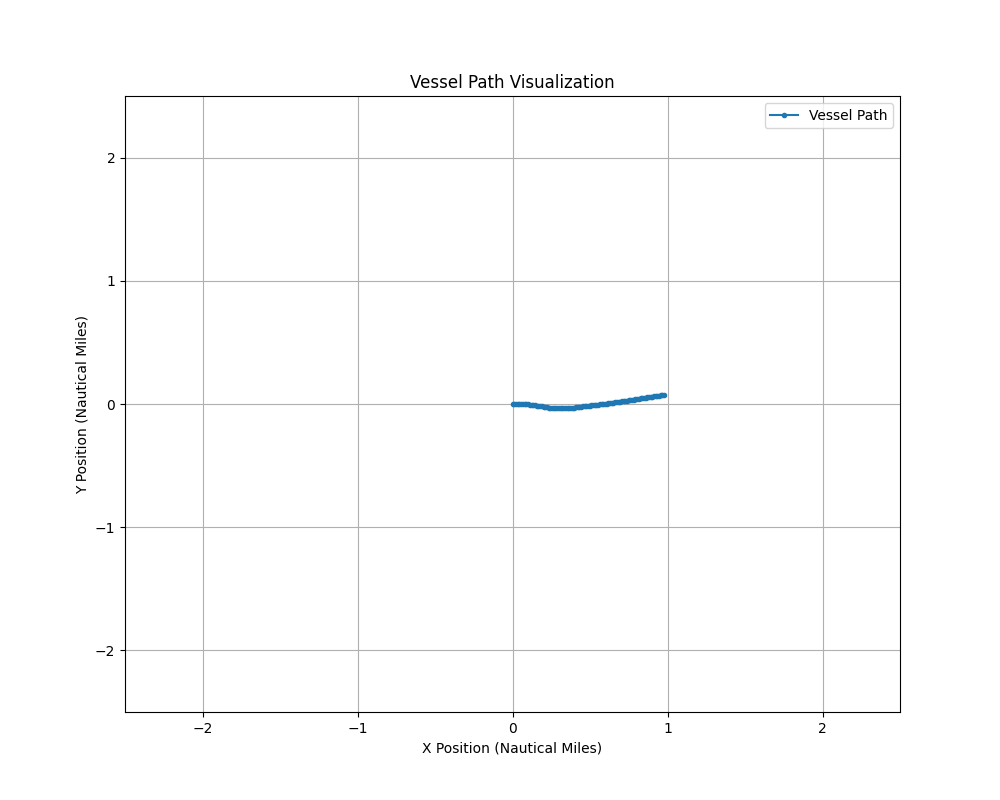 Vessel Path Visualization
Vessel Path
2
1
0
−1
−2
Y Position (Nautical Miles)
−2
−1
0
1
2
X Position (Nautical Miles)